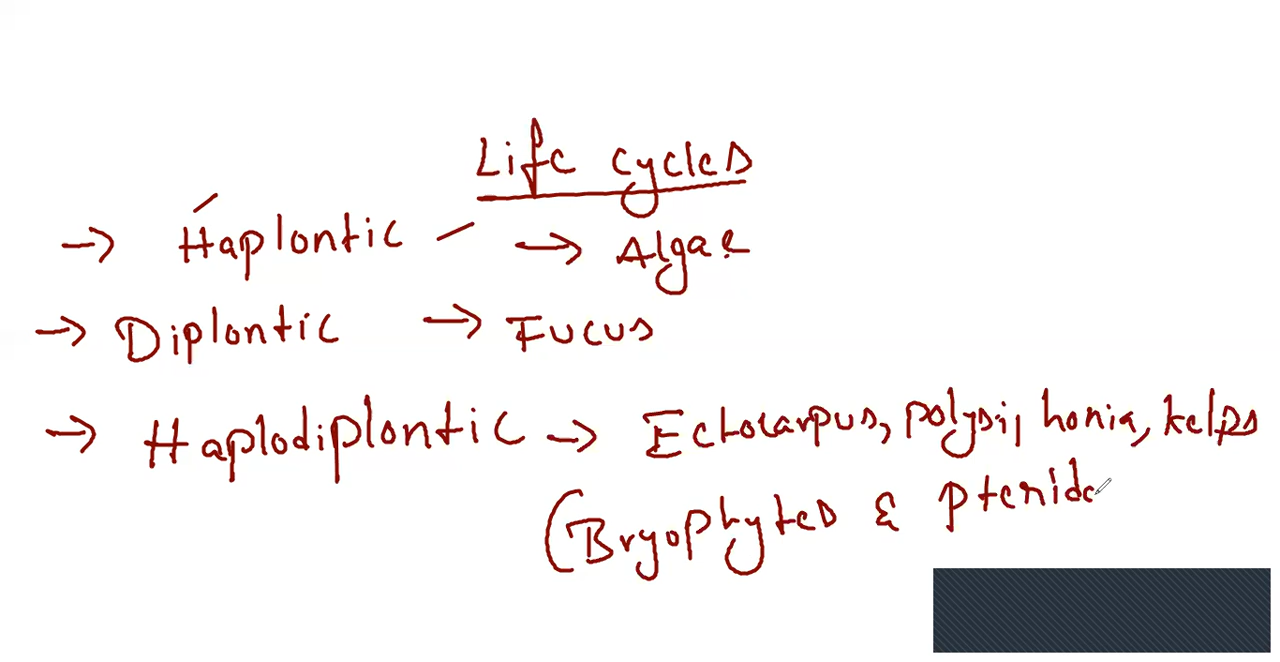 Life cycles
→ Haplontic – → Algae
→ Diplontic → Fucus
→ Haplodiplontic → Ectocarpus, polysiphonia, kelps
(Bryophytes & pterido